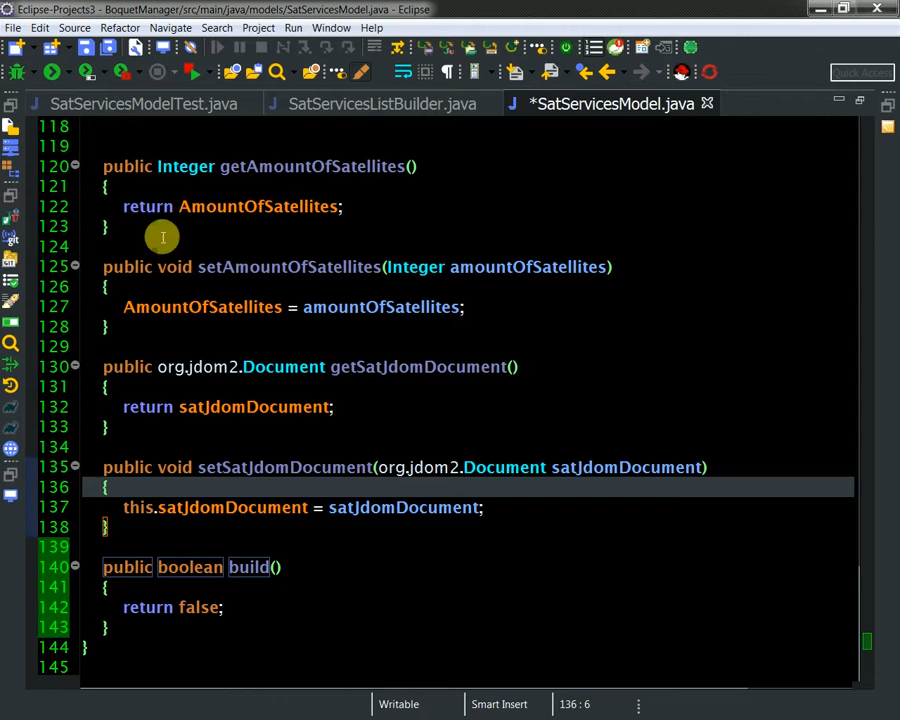 Eclipse-Projects3 - BoquetManager/src/main/java/models/SatServicesModel.java - Eclipse
File Edit Source Refactor Navigate Search Project Run Window Help
Quick Access
SatServicesModelTest.java SatServicesListBuilder.java *SatServicesModel.java
118
119
120 public Integer getAmountOfSatellites()
121 {
122 return AmountOfSatellites;
123 }
124
125 public void setAmountOfSatellites(Integer amountOfSatellites)
126 {
127 AmountOfSatellites = amountOfSatellites;
128 }
129
130 public org.jdom2.Document getSatJdomDocument()
131 {
132 return satJdomDocument;
133 }
134
135 public void setSatJdomDocument(org.jdom2.Document satJdomDocument)
136 {
137 this.satJdomDocument = satJdomDocument;
138 }
139
140 public boolean build()
141 {
142 return false;
143 }
144 }
145
Writable Smart Insert 136 : 6